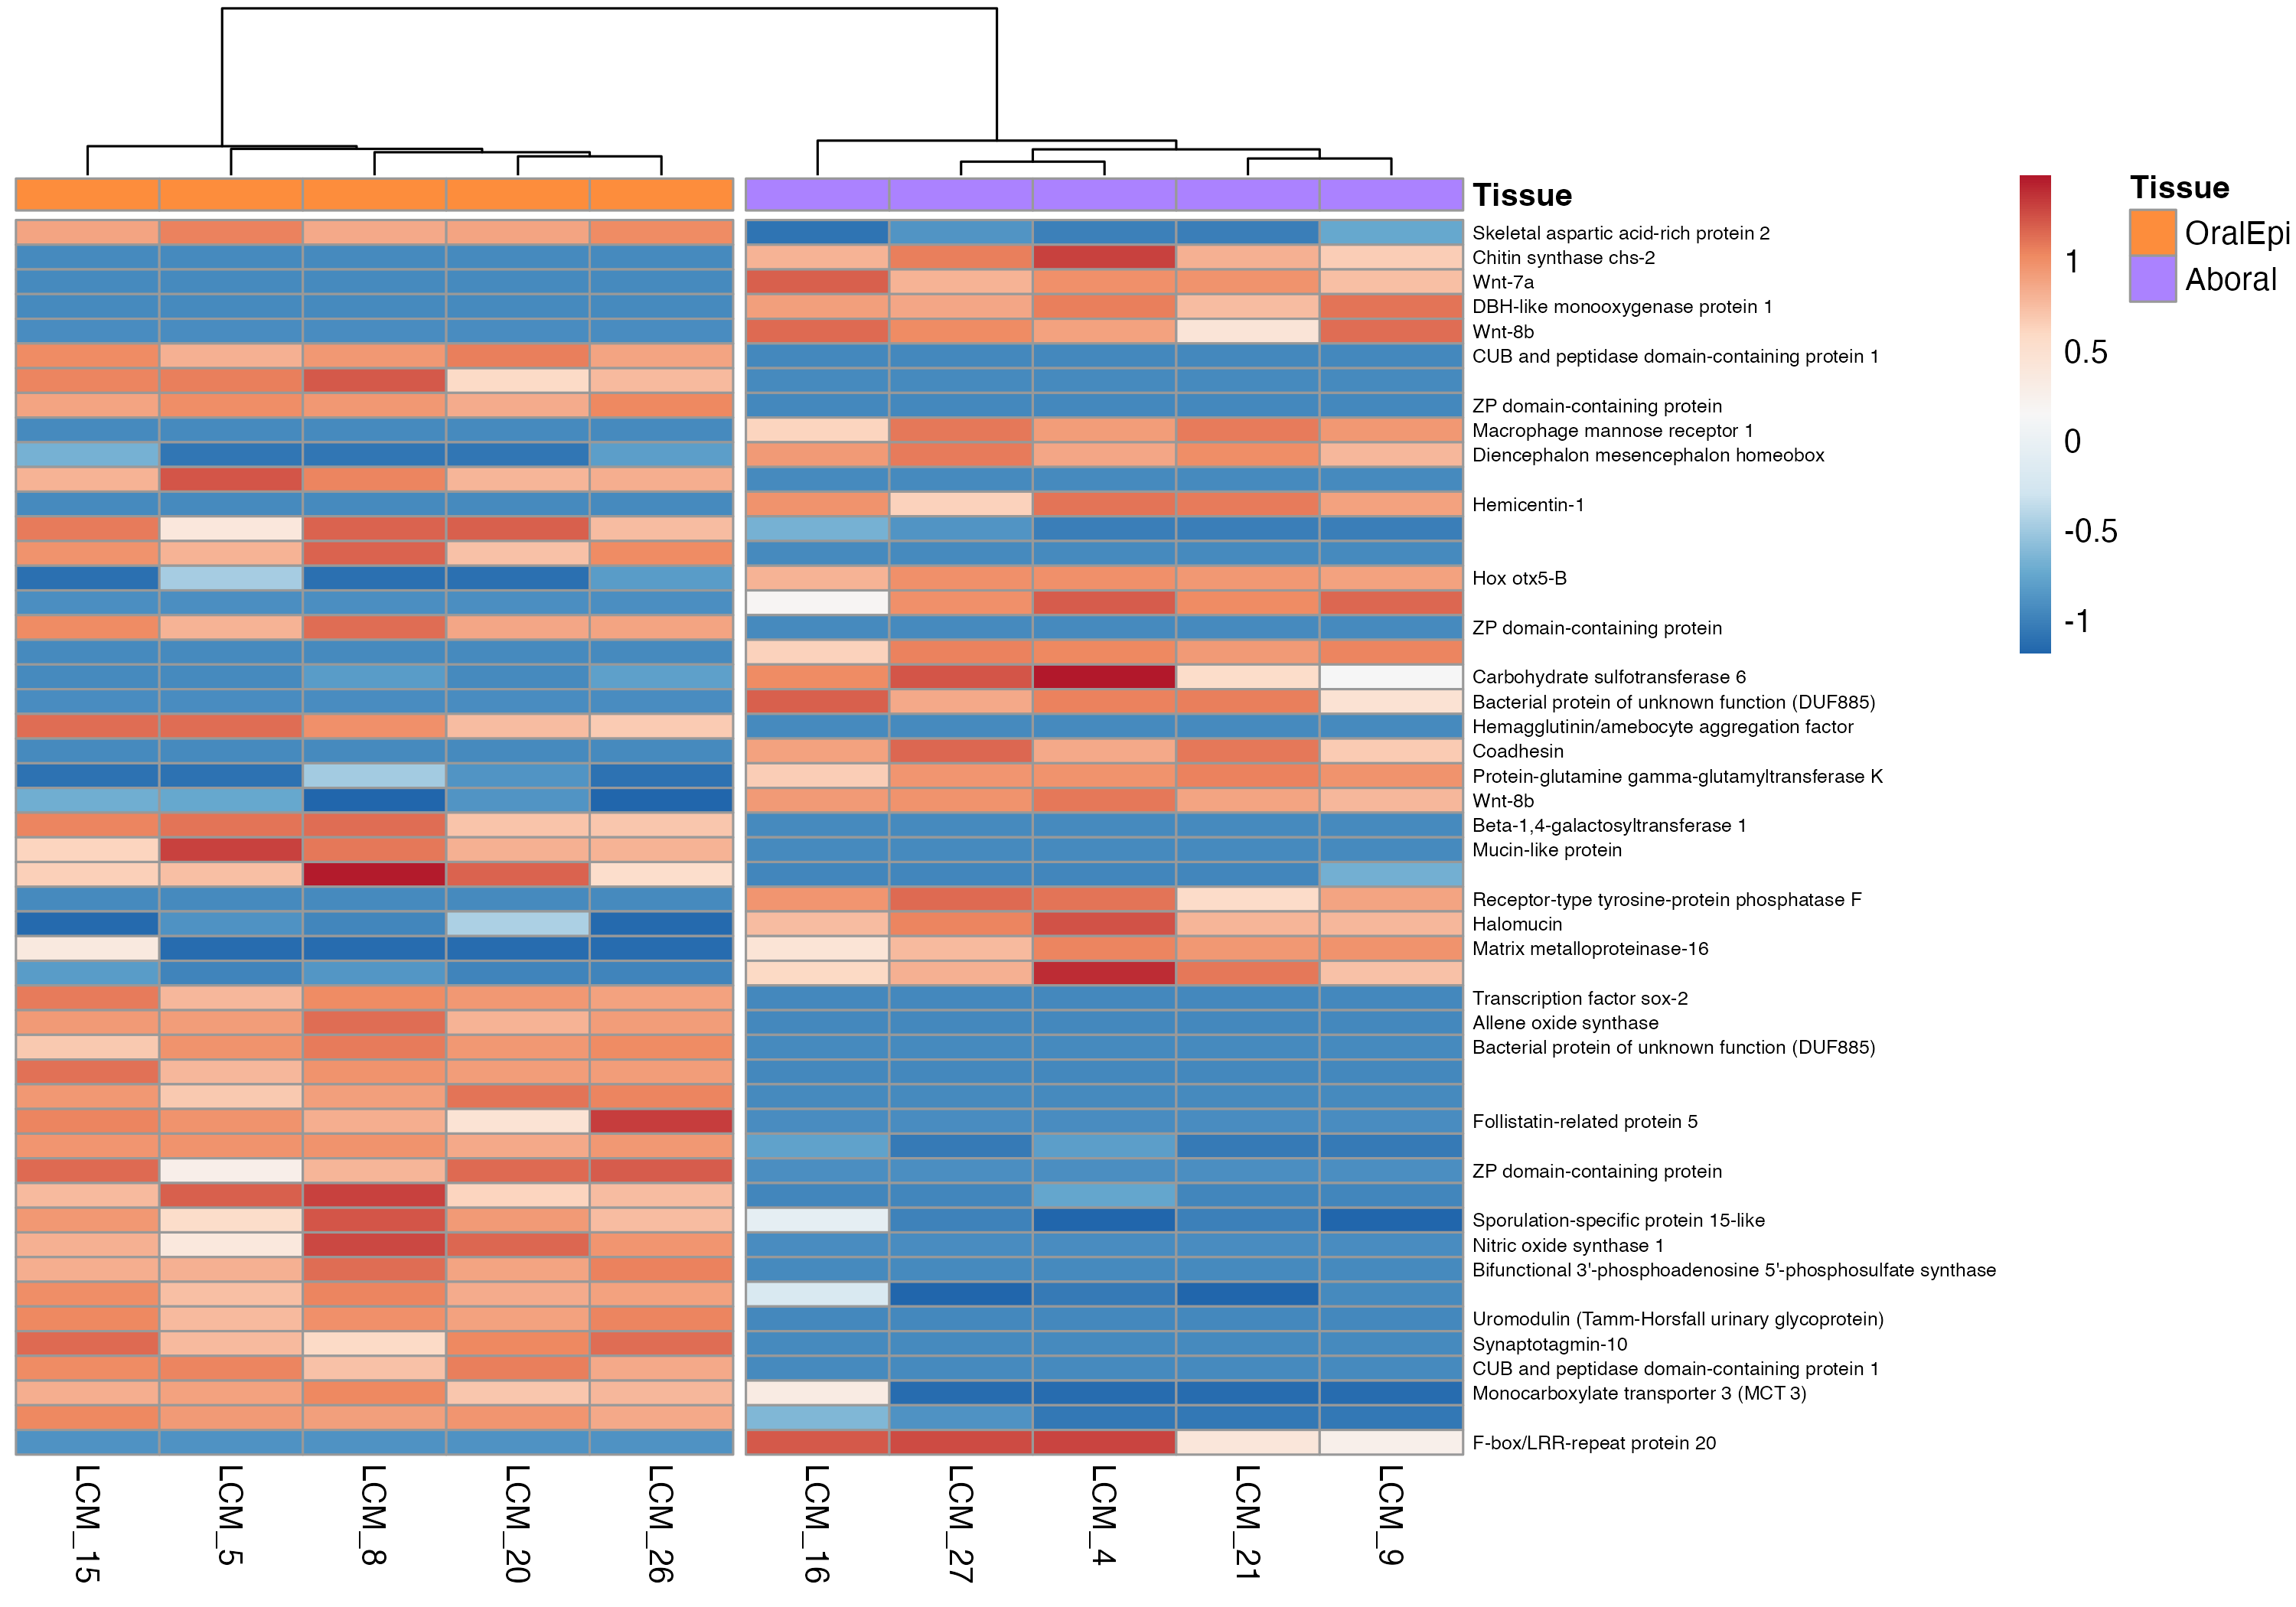 Tissue
Skeletal aspartic acid-rich protein 2
Chitin synthase chs-2
Wnt-7a
DBH-like monooxygenase protein 1
Wnt-8b
CUB and peptidase domain-containing protein 1
ZP domain-containing protein
Macrophage mannose receptor 1
Diencephalon mesencephalon homeobox
Hemicentin-1
Hox otx5-B
ZP domain-containing protein
Carbohydrate sulfotransferase 6
Bacterial protein of unknown function (DUF885)
Hemagglutinin/amebocyte aggregation factor
Coadhesin
Protein-glutamine gamma-glutamyltransferase K
Wnt-8b
Beta-1,4-galactosyltransferase 1
Mucin-like protein
Receptor-type tyrosine-protein phosphatase F
Halomucin
Matrix metalloproteinase-16
Transcription factor sox-2
Allene oxide synthase
Bacterial protein of unknown function (DUF885)
Follistatin-related protein 5
ZP domain-containing protein
Sporulation-specific protein 15-like
Nitric oxide synthase 1
Bifunctional 3'-phosphoadenosine 5'-phosphosulfate synthase
Uromodulin (Tamm-Horsfall urinary glycoprotein)
Synaptotagmin-10
CUB and peptidase domain-containing protein 1
Monocarboxylate transporter 3 (MCT 3)
F-box/LRR-repeat protein 20
LCM_15
LCM_5
LCM_8
LCM_20
LCM_26
LCM_16
LCM_27
LCM_4
LCM_21
LCM_9
1
0.5
0
-0.5
-1
Tissue
OralEpi
Aboral